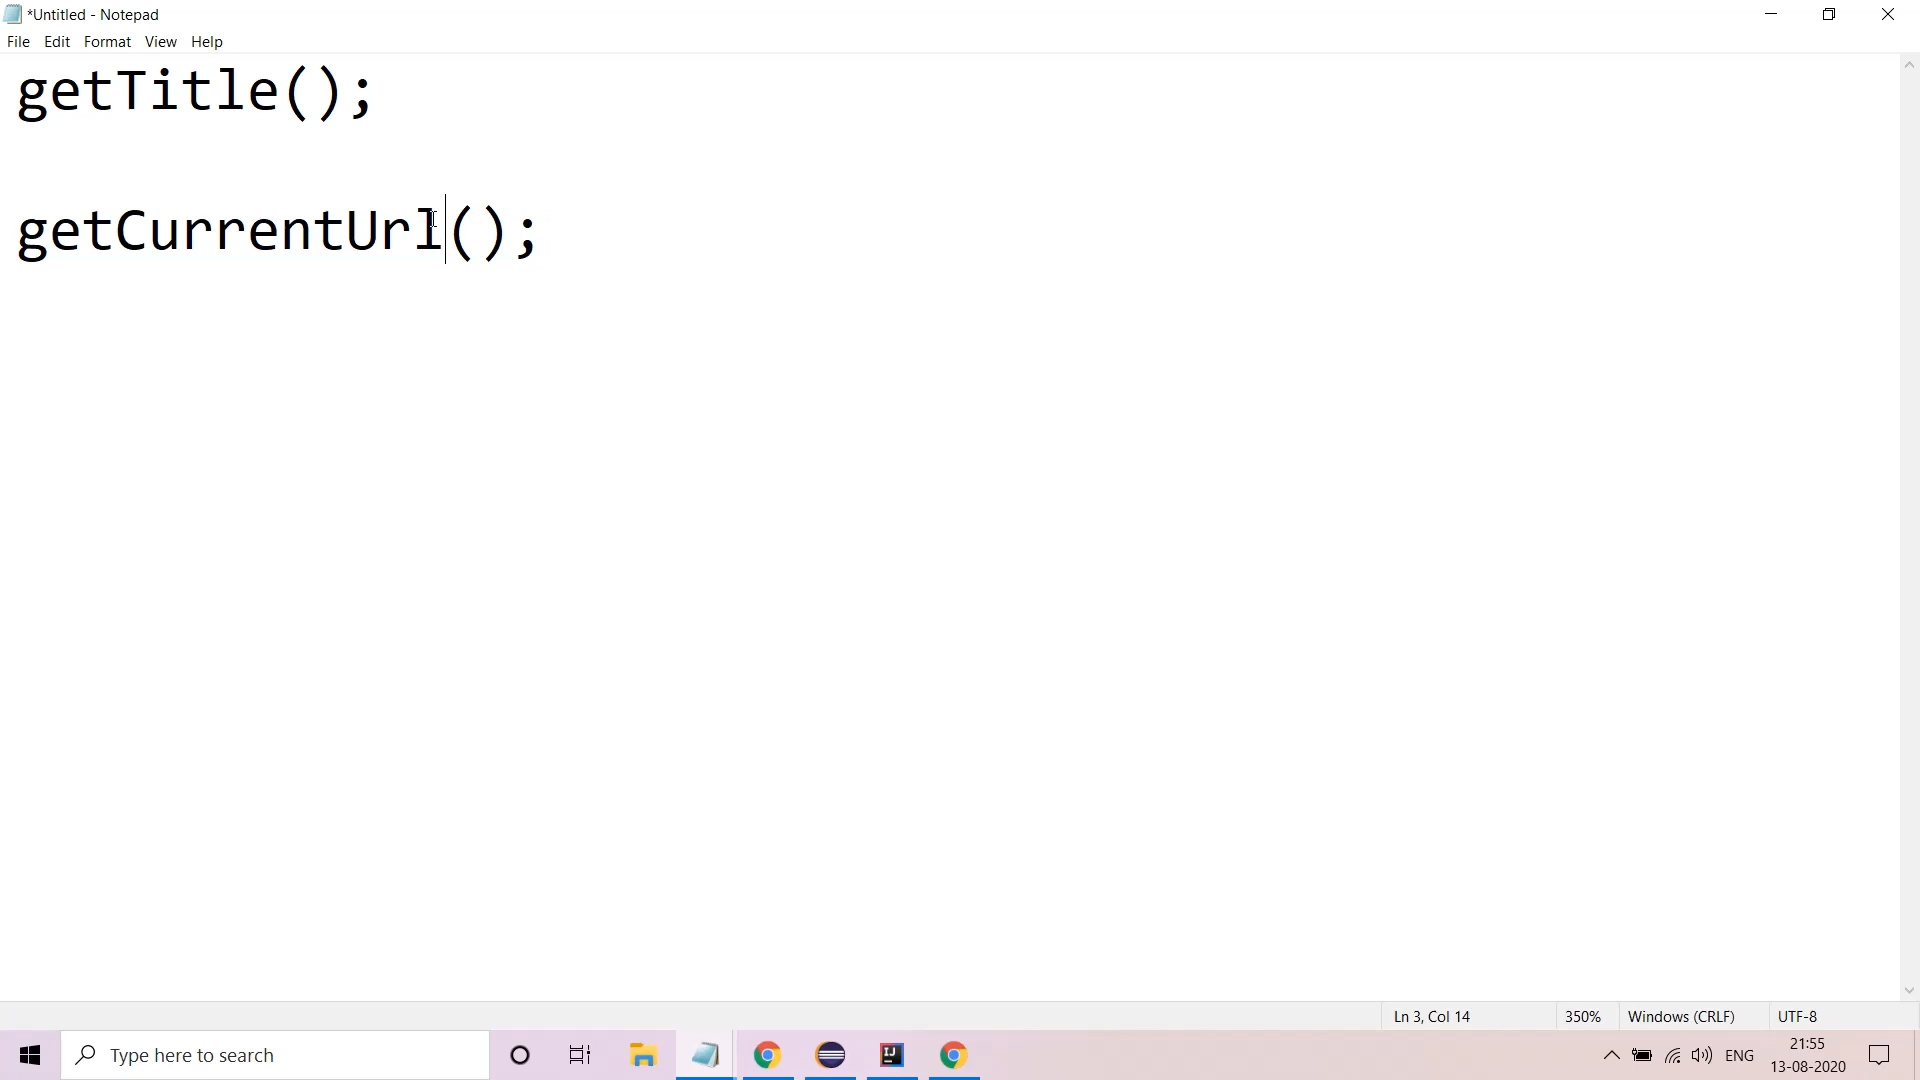 *Untitled - Notepad
File Edit Format View Help
getTitle();
getCurrentUrl();
Ln 3, Col 14 350% Windows (CRLF) UTF-8
Type here to search
IJ
ENG
21:55
13-08-2020